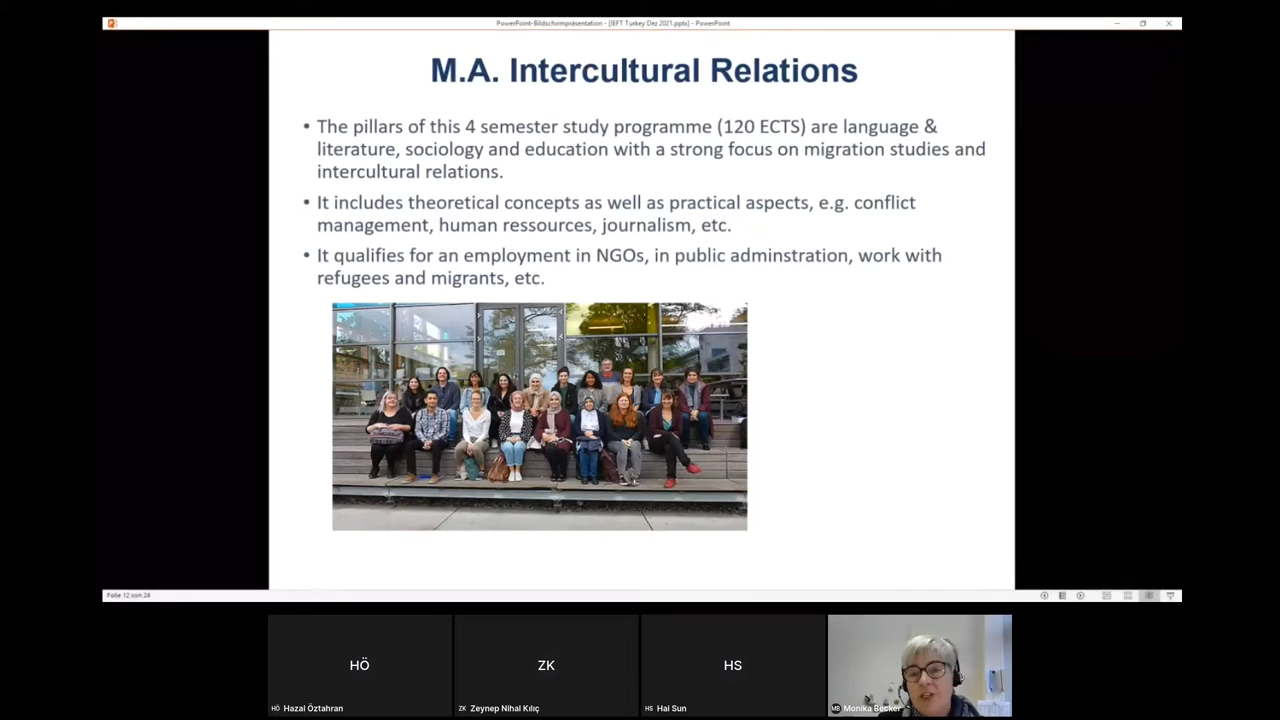 PowerPoint-Bildschirmpräsentation - [IEFT Turkey Dez 2021.pptx] - PowerPoint
M.A. Intercultural Relations
• The pillars of this 4 semester study programme (120 ECTS) are language &
literature, sociology and education with a strong focus on migration studies and
intercultural relations.
• It includes theoretical concepts as well as practical aspects, e.g. conflict
management, human ressources, journalism, etc.
• It qualifies for an employment in NGOs, in public adminstration, work with
refugees and migrants, etc.
Folie 12 von 24
HÖ
ZK
HS
HÖ Hazal Öztahran
ZK Zeynep Nihal Kılıç
HS Hai Sun
MB Monika Becker